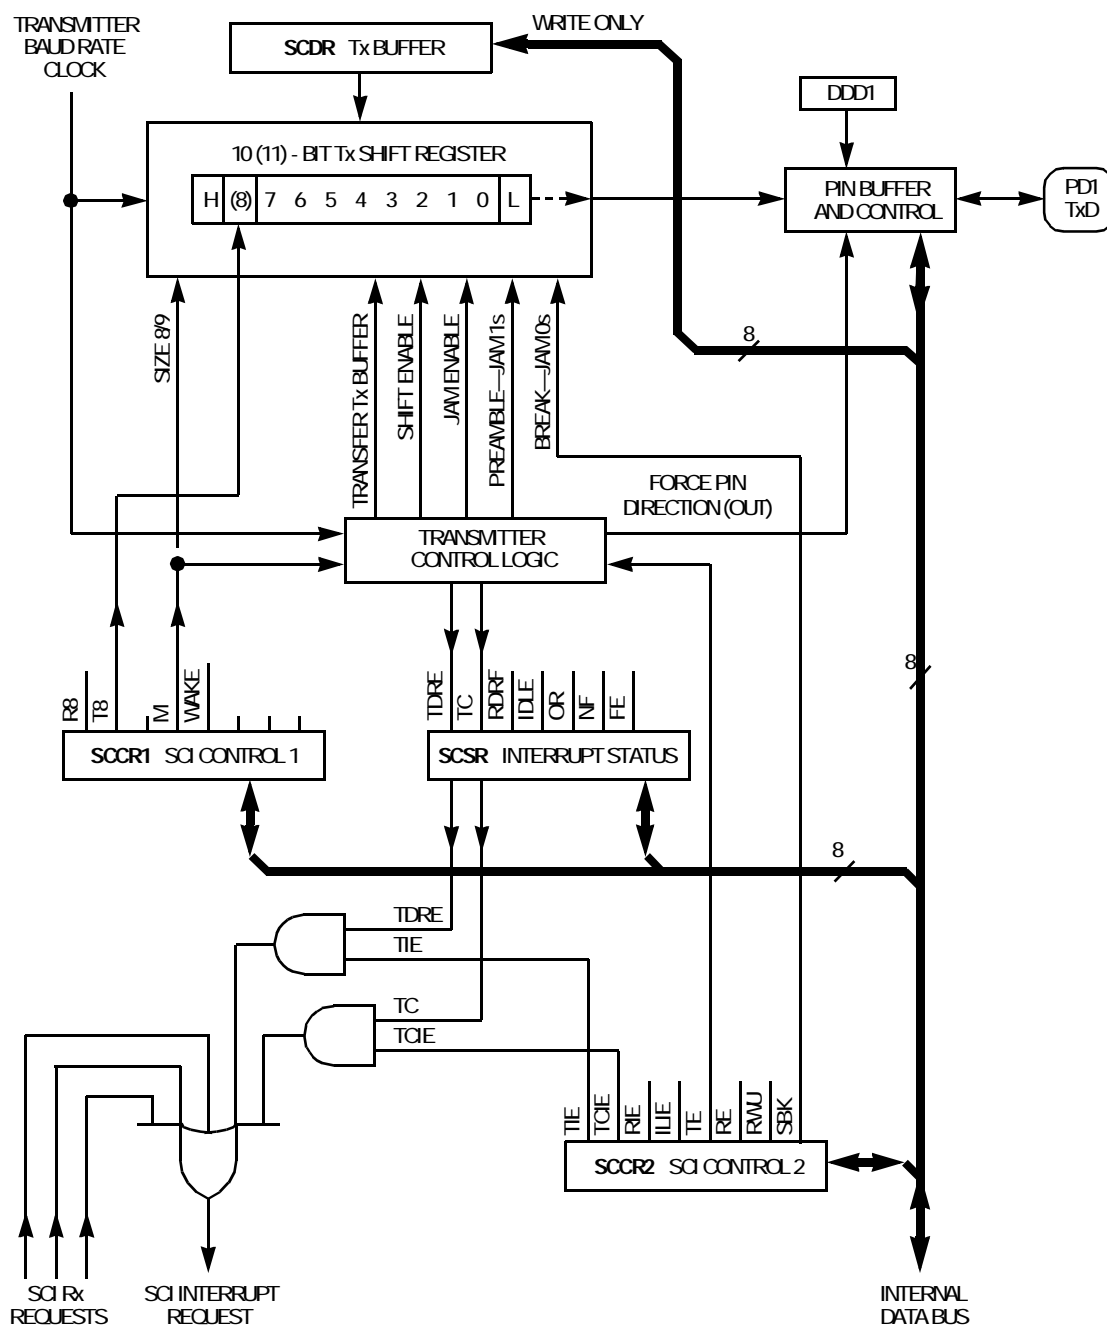 TRANSMITTER
BAUD RATE
CLOCK
SCDR Tx BUFFER
WRITE ONLY
DDD1
10 (11) - BIT Tx SHIFT REGISTER
H (8) 7 6 5 4 3 2 1 0 L
PIN BUFFER
AND CONTROL
PD1
TxD
SIZE 8/9
TRANSFER Tx BUFFER
SHIFT ENABLE
JAM ENABLE
PREAMBLE—JAM 1s
BREAK—JAM 0s
8
FORCE PIN
DIRECTION (OUT)
TRANSMITTER
CONTROL LOGIC
8
R8
T8
M
WAKE
TDRE
TC
RDRF
IDLE
OR
NF
FE
SCCR1 SCI CONTROL 1
SCSR INTERRUPT STATUS
8
TDRE
TIE
TC
TCIE
TIE
TCIE
RIE
ILIE
TE
RE
RWU
SBK
SCCR2 SCI CONTROL 2
SCI Rx
REQUESTS
SCI INTERRUPT
REQUEST
INTERNAL
DATA BUS